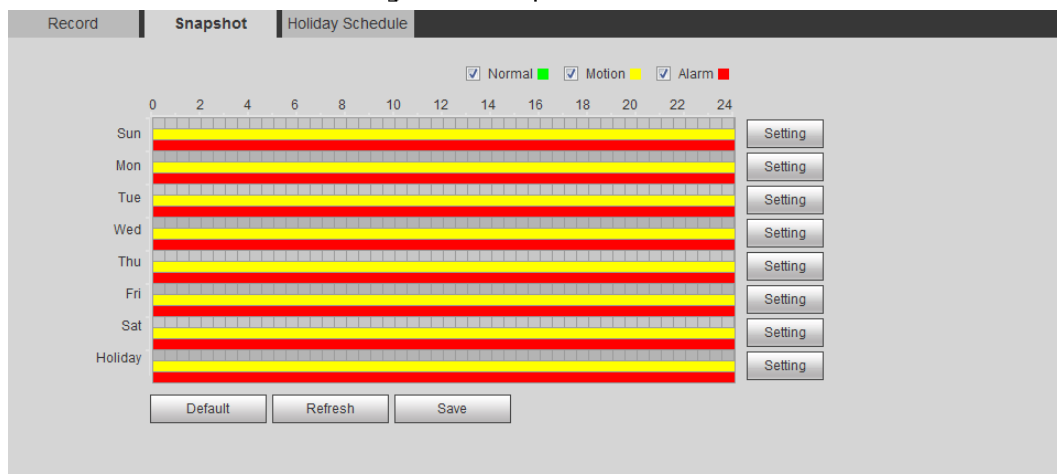 Record Snapshot Holiday Schedule
Normal Motion Alarm
0 2 4 6 8 10 12 14 16 18 20 22 24
Sun Setting
Mon Setting
Tue Setting
Wed Setting
Thu Setting
Fri Setting
Sat Setting
Holiday Setting
Default Refresh Save